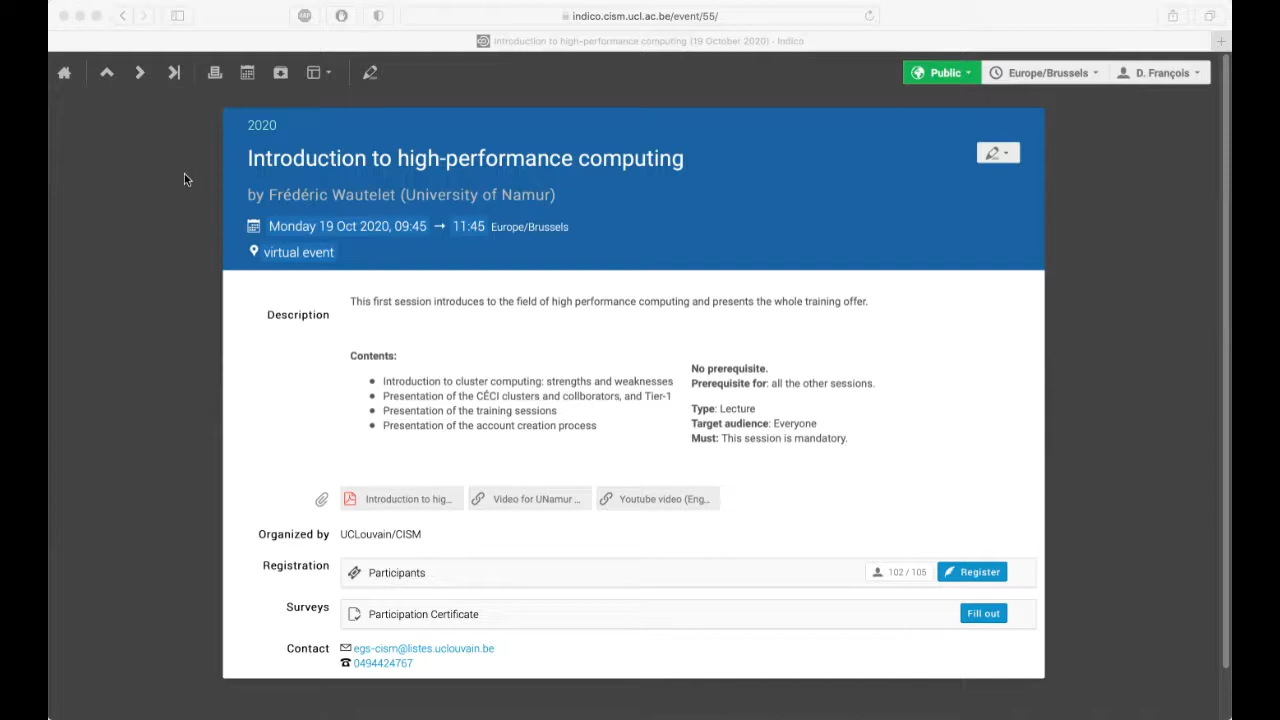 indico.cism.ucl.ac.be/event/55/
Introduction to high-performance computing (19 October 2020) - Indico
Public
Europe/Brussels
D. François
2020
Introduction to high-performance computing
by Frédéric Wautelet (University of Namur)
Monday 19 Oct 2020, 09:45 → 11:45 Europe/Brussels
virtual event
Description
This first session introduces to the field of high performance computing and presents the whole training offer.
Contents:
Introduction to cluster computing: strengths and weaknesses
Presentation of the CÉCI clusters and collborators, and Tier-1
Presentation of the training sessions
Presentation of the account creation process
No prerequisite.
Prerequisite for: all the other sessions.
Type: Lecture
Target audience: Everyone
Must: This session is mandatory.
Introduction to hig...
Video for UNamur ...
Youtube video (Eng...
Organized by UCLouvain/CISM
Registration
Participants
102 / 105
Register
Surveys
Participation Certificate
Fill out
Contact
egs-cism@listes.uclouvain.be
0494424767